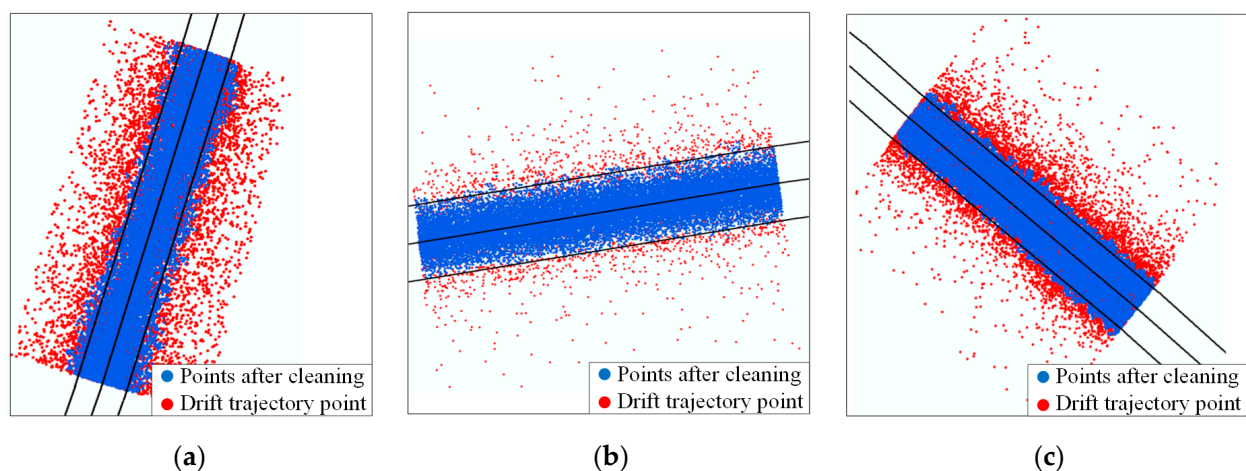 Points after cleaning
Drift trajectory point
Points after cleaning
Drift trajectory point
Points after cleaning
Drift trajectory point
(a)
(b)
(c)